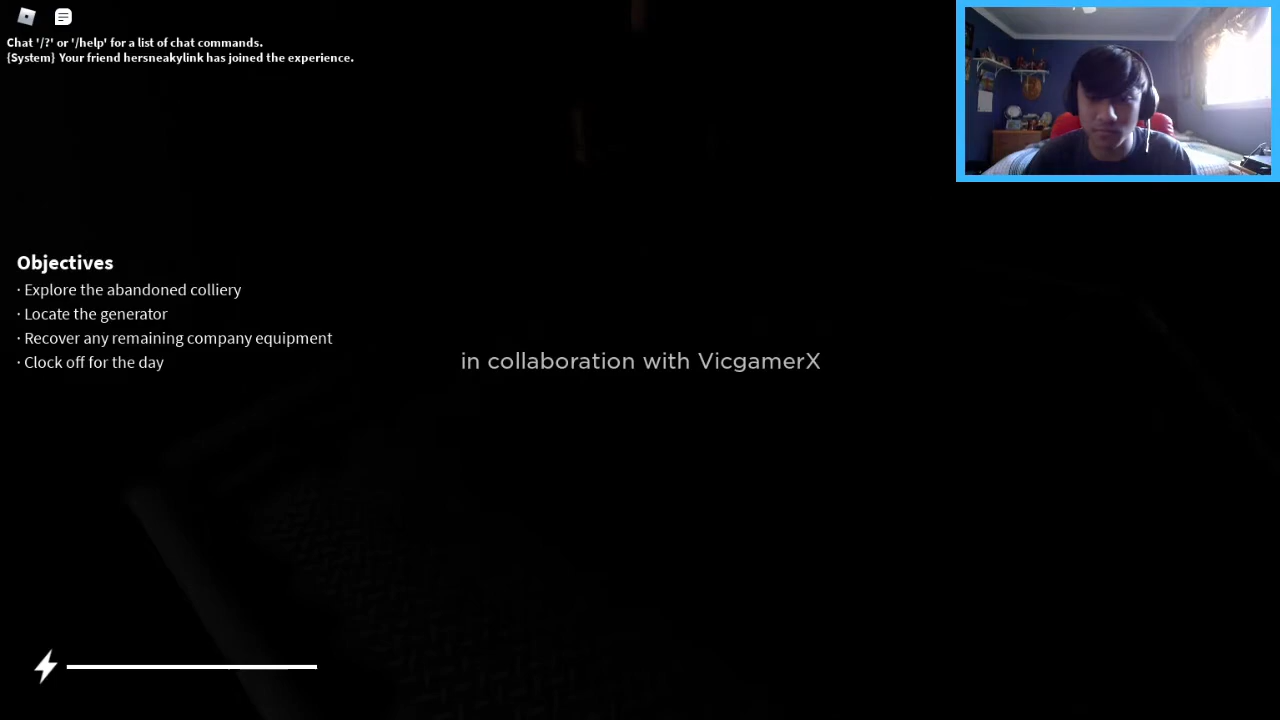 Chat '/?' or '/help' for a list of chat commands.
{System} Your friend hersneakylink has joined the experience.
Objectives
· Explore the abandoned colliery
· Locate the generator
· Recover any remaining company equipment
· Clock off for the day
in collaboration with VicgamerX